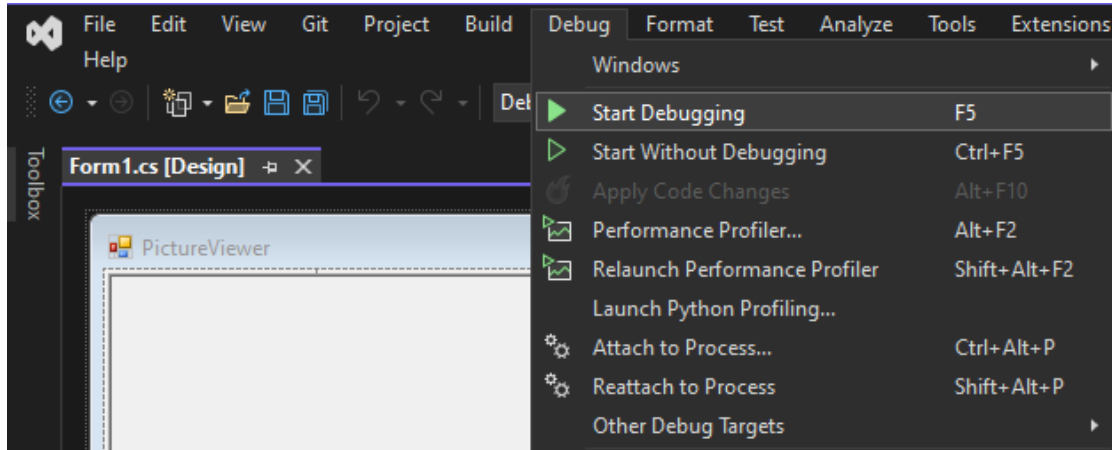 File Edit View Git Project Build Debug Format Test Analyze Tools Extensions
Help
Windows
Start Debugging F5
Start Without Debugging Ctrl+F5
Apply Code Changes Alt+F10
Performance Profiler... Alt+F2
Relaunch Performance Profiler Shift+Alt+F2
Launch Python Profiling...
Attach to Process... Ctrl+Alt+P
Reattach to Process Shift+Alt+P
Other Debug Targets
Toolbox
Form1.cs [Design]
PictureViewer